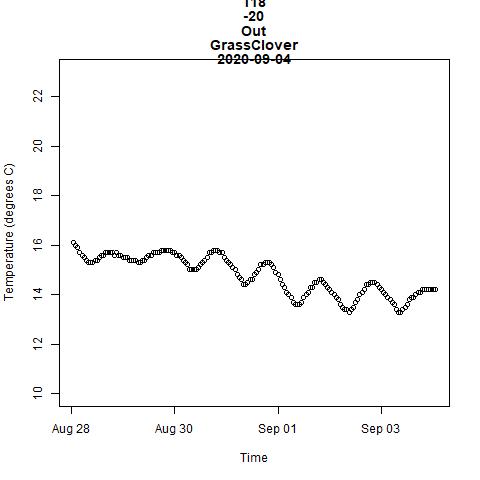 T18
-20
Out
GrassClover
2020-09-04
Temperature (degrees C)
22
20
18
16
14
12
10
Aug 28 Aug 30 Sep 01 Sep 03
Time